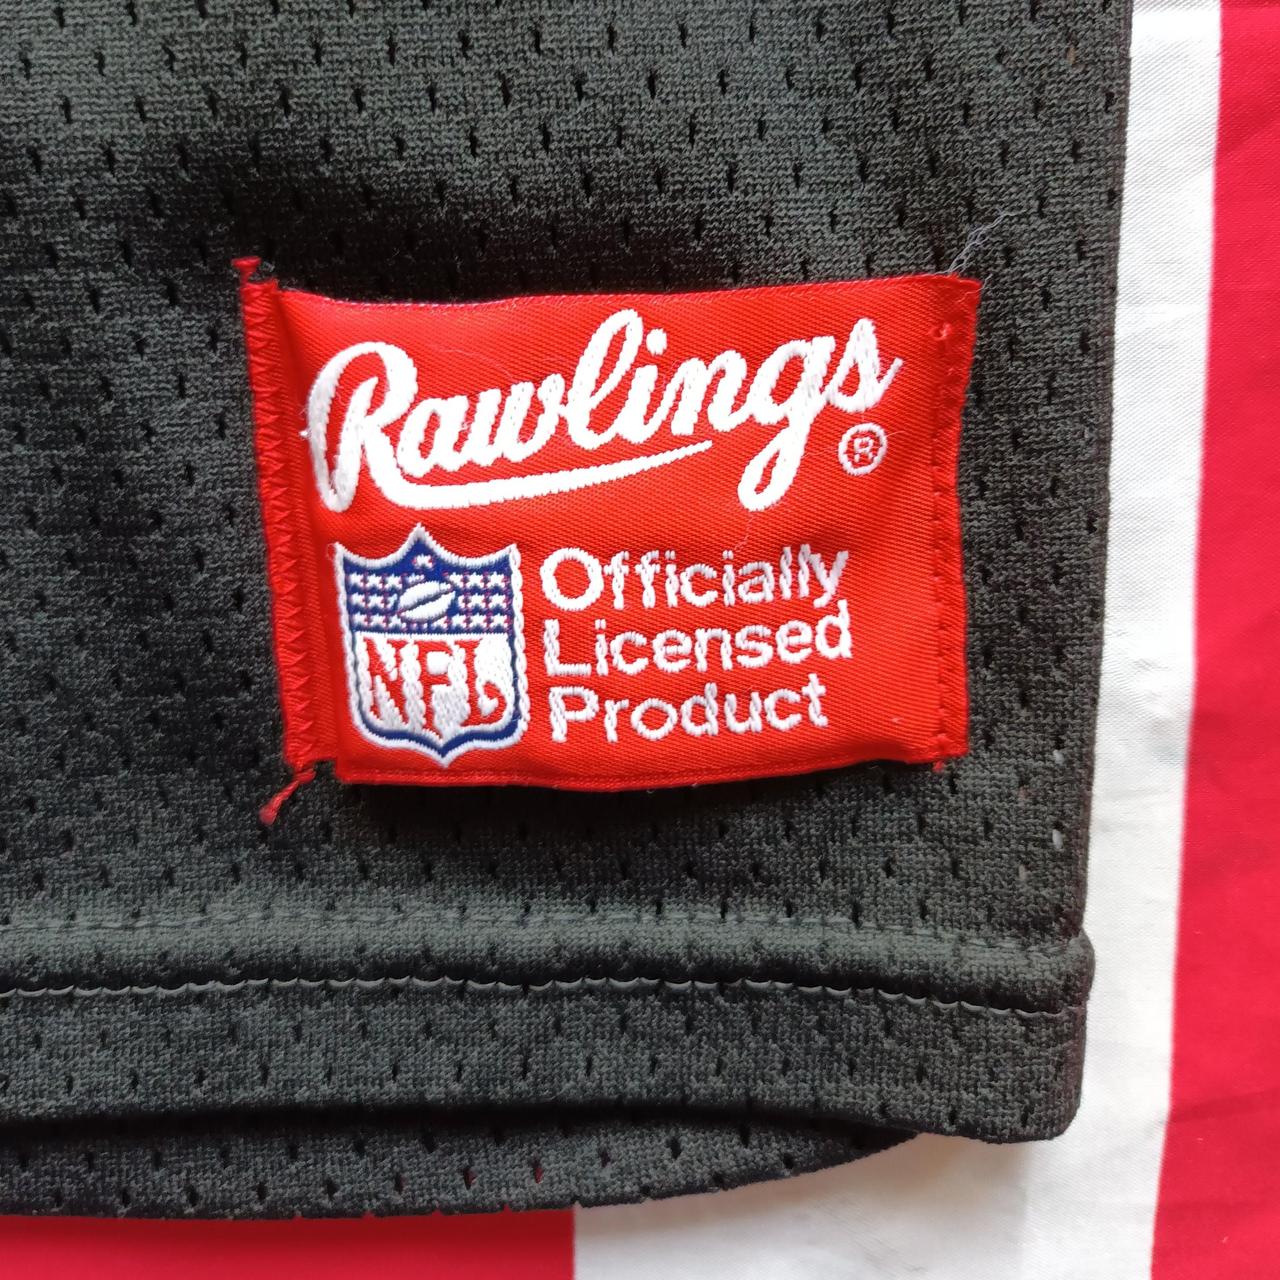 Rawlings
®
NFL
Officially
Licensed
Product